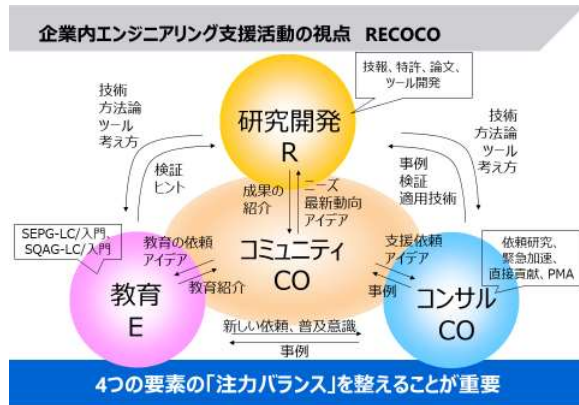 企業内エンジニアリング支援活動の視点 RECOCO
技報、特許、論文、
ツール開発
研究開発
R
技術
方法論
ツール
考え方
検証
ヒント
技術
方法論
ツール
考え方
事例
検証
適用技術
成果の
紹介
ニーズ
最新動向
アイデア
SEPG-LC/入門、
SQAG-LC/入門
教育の依頼
アイデア
コミュニティ
CO
支援依頼
アイデア
依頼研究、
緊急加速、
直接貢献、PMA
教育
E
教育紹介
事例
コンサル
CO
新しい依頼、普及意識
事例
4つの要素の「注力バランス」を整えることが重要